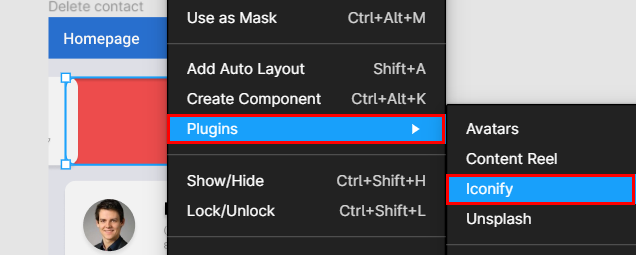 Delete contact
Homepage
Use as Mask Ctrl+Alt+M
Add Auto Layout Shift+A
Create Component Ctrl+Alt+K
Plugins
Show/Hide Ctrl+Shift+H
Lock/Unlock Ctrl+Shift+L
Avatars
Content Reel
Iconify
Unsplash